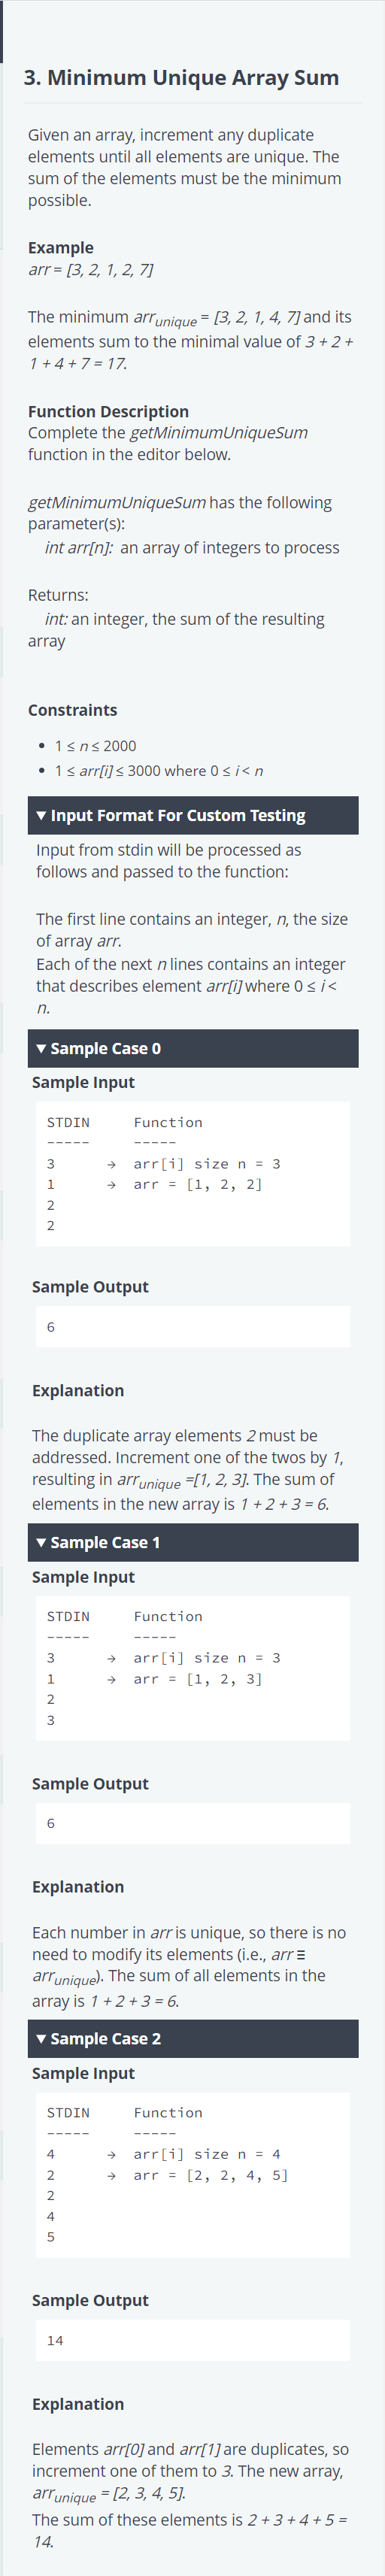 3. Minimum Unique Array Sum
Given an array, increment any duplicate
elements until all elements are unique. The
sum of the elements must be the minimum
possible.
Example
arr = [3, 2, 1, 2, 7]
The minimum arrunique = [3, 2, 1, 4, 7] and its
elements sum to the minimal value of 3 + 2 +
1 + 4 + 7 = 17.
Function Description
Complete the getMinimumUniqueSum
function in the editor below.
getMinimumUniqueSum has the following
parameter(s):
int arr[n]: an array of integers to process
Returns:
int: an integer, the sum of the resulting
array
Constraints
• 1 ≤ n ≤ 2000
• 1 ≤ arr[i] ≤ 3000 where 0 ≤ i < n
▼ Input Format For Custom Testing
Input from stdin will be processed as
follows and passed to the function:
The first line contains an integer, n, the size
of array arr.
Each of the next n lines contains an integer
that describes element arr[i] where 0 ≤ i <
n.
▼ Sample Case 0
Sample Input
STDIN Function
----- -----
3 → arr[i] size n = 3
1 → arr = [1, 2, 2]
2
2
Sample Output
6
Explanation
The duplicate array elements 2 must be
addressed. Increment one of the twos by 1,
resulting in arrunique =[1, 2, 3]. The sum of
elements in the new array is 1 + 2 + 3 = 6.
▼ Sample Case 1
Sample Input
STDIN Function
----- -----
3 → arr[i] size n = 3
1 → arr = [1, 2, 3]
2
3
Sample Output
6
Explanation
Each number in arr is unique, so there is no
need to modify its elements (i.e., arr ≡
arrunique). The sum of all elements in the
array is 1 + 2 + 3 = 6.
▼ Sample Case 2
Sample Input
STDIN Function
----- -----
4 → arr[i] size n = 4
2 → arr = [2, 2, 4, 5]
2
4
5
Sample Output
14
Explanation
Elements arr[0] and arr[1] are duplicates, so
increment one of them to 3. The new array,
arrunique = [2, 3, 4, 5].
The sum of these elements is 2 + 3 + 4 + 5 =
14.